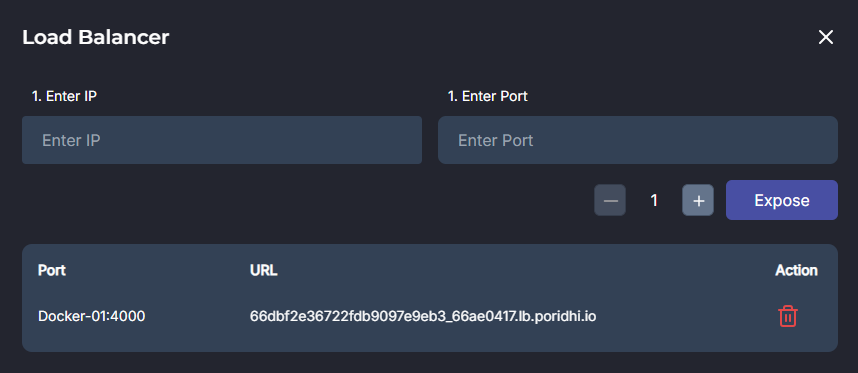 Load Balancer
1. Enter IP
1. Enter Port
Enter IP
Enter Port
1
Expose
Port URL Action
Docker-01:4000 66dbf2e36722fdb9097e9eb3_66ae0417.lb.poridhi.io